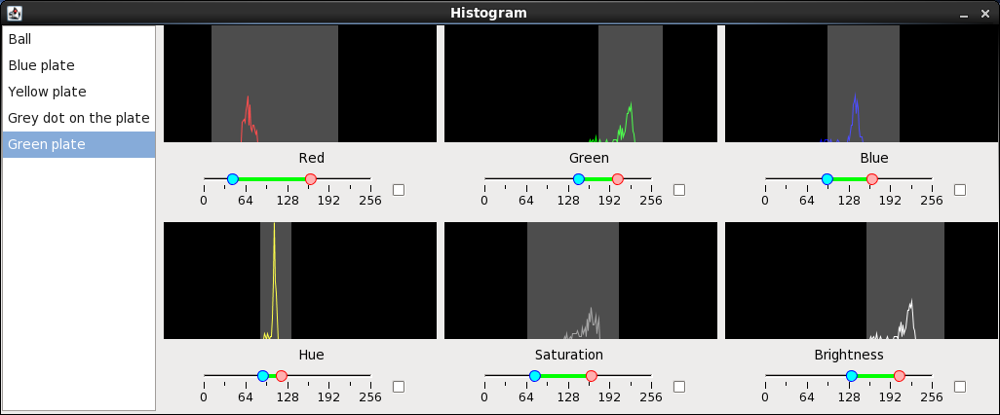 Histogram
Ball
Blue plate
Yellow plate
Grey dot on the plate
Green plate
Red
0 64 128 192 256
Green
0 64 128 192 256
Blue
0 64 128 192 256
Hue
0 64 128 192 256
Saturation
0 64 128 192 256
Brightness
0 64 128 192 256